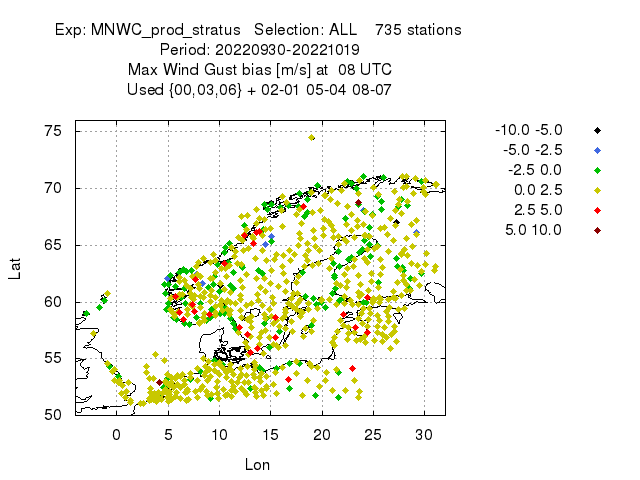 Exp: MNWC_prod_stratus   Selection: ALL    735 stations
Period: 20220930-20221019
Max Wind Gust bias [m/s] at  08 UTC
Used {00,03,06} + 02-01 05-04 08-07
-10.0 -5.0
-5.0 -2.5
-2.5 0.0
0.0 2.5
2.5 5.0
5.0 10.0
75
70
65
60
55
50
Lat
0 5 10 15 20 25 30
Lon